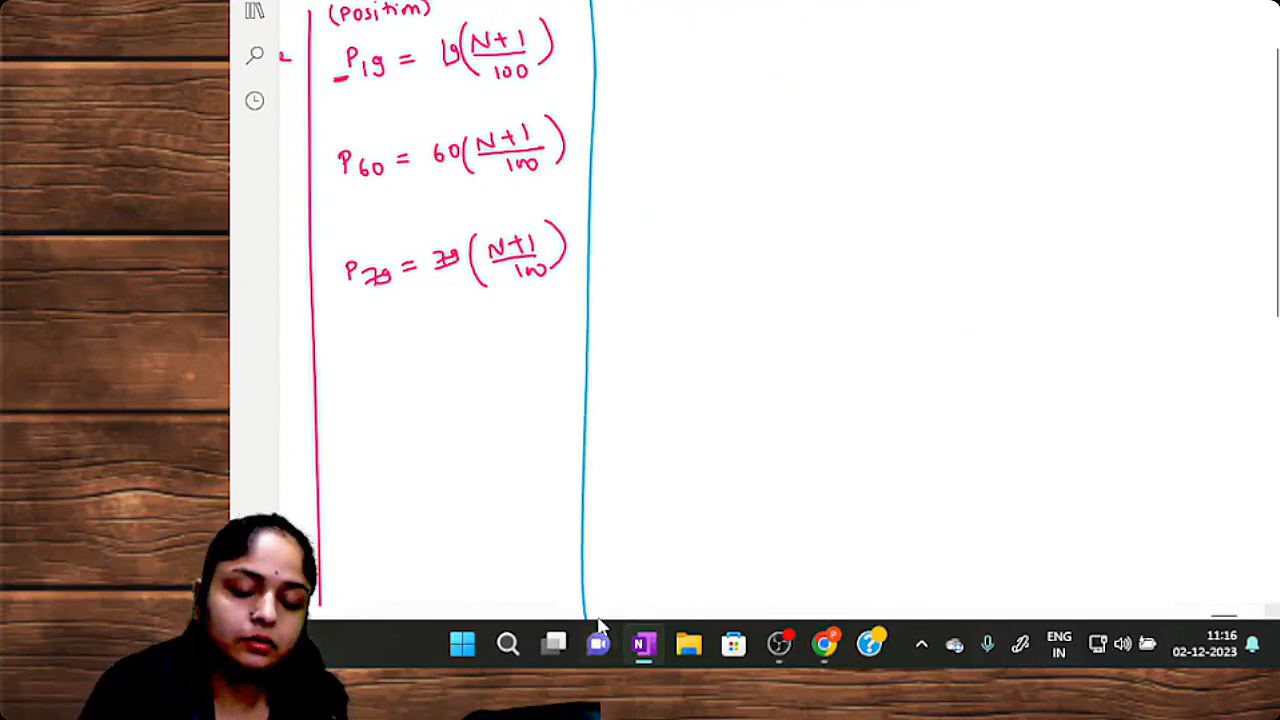 (Position)
P19 = 19(N+1/100)
P60 = 60(N+1/100)
P79 = 79(N+1/100)
ENG
IN
11:16
02-12-2023